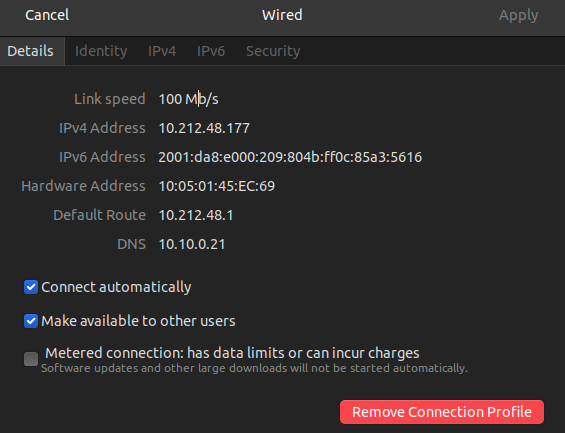 Cancel Wired Apply
Details Identity IPv4 IPv6 Security
Link speed 100 Mb/s
IPv4 Address 10.212.48.177
IPv6 Address 2001:da8:e000:209:804b:ff0c:85a3:5616
Hardware Address 10:05:01:45:EC:69
Default Route 10.212.48.1
DNS 10.10.0.21
Connect automatically
Make available to other users
Metered connection: has data limits or can incur charges
Software updates and other large downloads will not be started automatically.
Remove Connection Profile